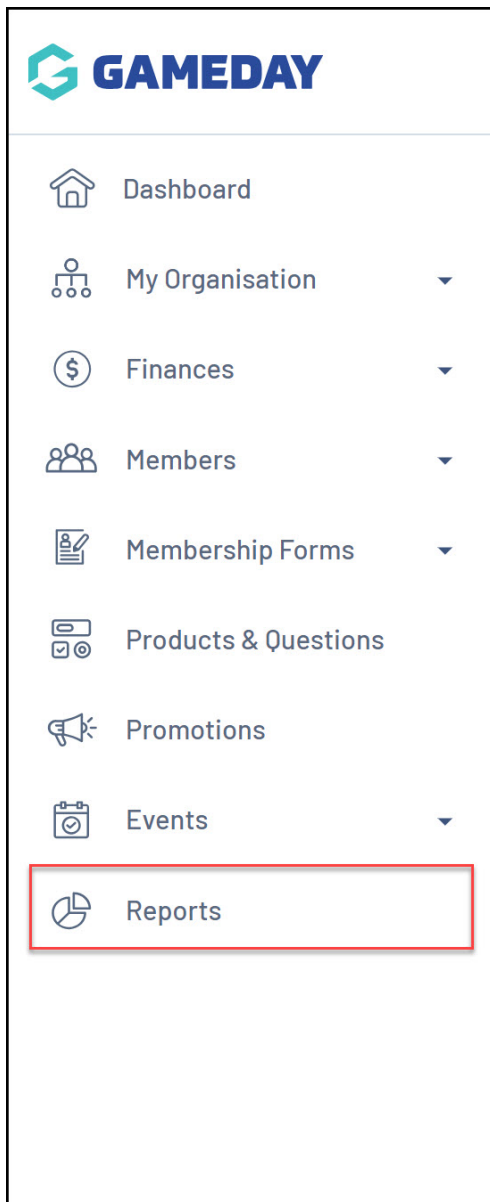 GAMEDAY
Dashboard
My Organisation
Finances
Members
Membership Forms
Products & Questions
Promotions
Events
Reports